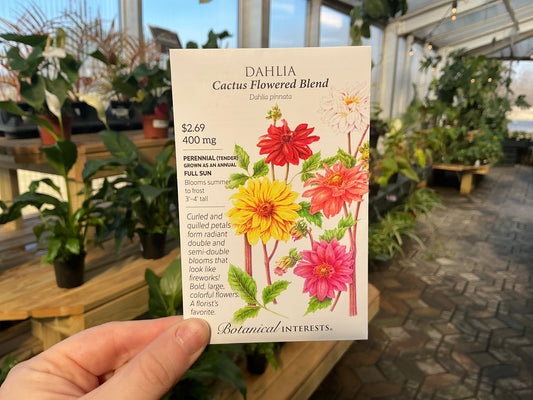 DAHLIA
Cactus Flowered Blend
Dahlia pinnata
$2.69
400 mg
PERENNIAL (TENDER)
GROWN AS AN ANNUAL
FULL SUN
Blooms summer
to frost
3'–4' tall
Curled and
quilled petals
form radiant
double and
semi-double
blooms that
look like
fireworks!
Bold, large,
colorful flowers.
A florist's
favorite.
Botanical INTERESTS®